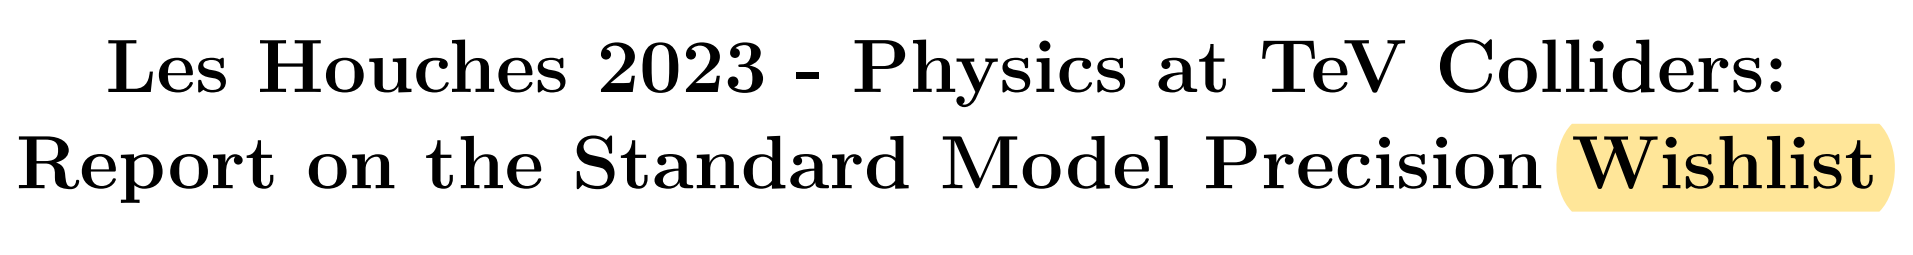 Les Houches 2023 - Physics at TeV Colliders:
Report on the Standard Model Precision Wishlist